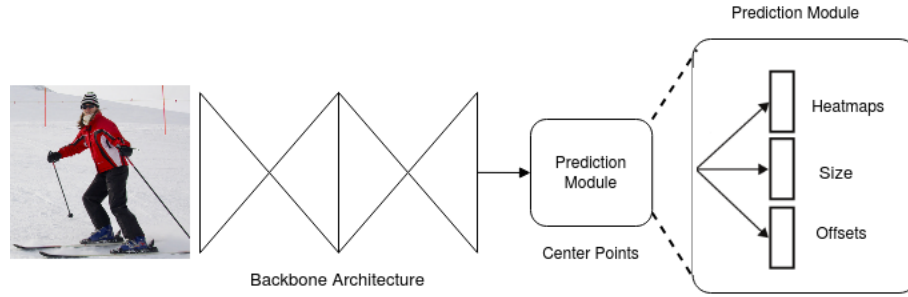 Prediction Module
Heatmaps
Prediction
Module
Size
Offsets
Center Points
Backbone Architecture